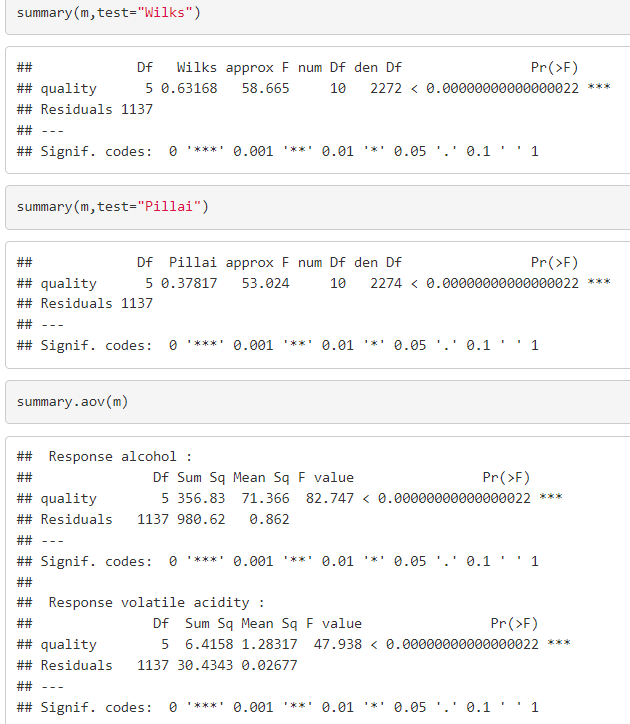 summary(m,test="Wilks")
##            Df   Wilks approx F num Df den Df                Pr(>F)
## quality     5 0.63168   58.665     10   2272 < 0.00000000000000022 ***
## Residuals 1137
## ---
## Signif. codes:  0 '***' 0.001 '**' 0.01 '*' 0.05 '.' 0.1 ' ' 1
summary(m,test="Pillai")
##            Df  Pillai approx F num Df den Df                Pr(>F)
## quality     5 0.37817   53.024     10   2274 < 0.00000000000000022 ***
## Residuals 1137
## ---
## Signif. codes:  0 '***' 0.001 '**' 0.01 '*' 0.05 '.' 0.1 ' ' 1
summary.aov(m)
##  Response alcohol :
##               Df Sum Sq Mean Sq F value                Pr(>F)
## quality        5 356.83  71.366  82.747 < 0.00000000000000022 ***
## Residuals   1137 980.62   0.862
## ---
## Signif. codes:  0 '***' 0.001 '**' 0.01 '*' 0.05 '.' 0.1 ' ' 1
##
##  Response volatile acidity :
##               Df  Sum Sq Mean Sq F value                Pr(>F)
## quality        5  6.4158 1.28317  47.938 < 0.00000000000000022 ***
## Residuals   1137 30.4343 0.02677
## ---
## Signif. codes:  0 '***' 0.001 '**' 0.01 '*' 0.05 '.' 0.1 ' ' 1